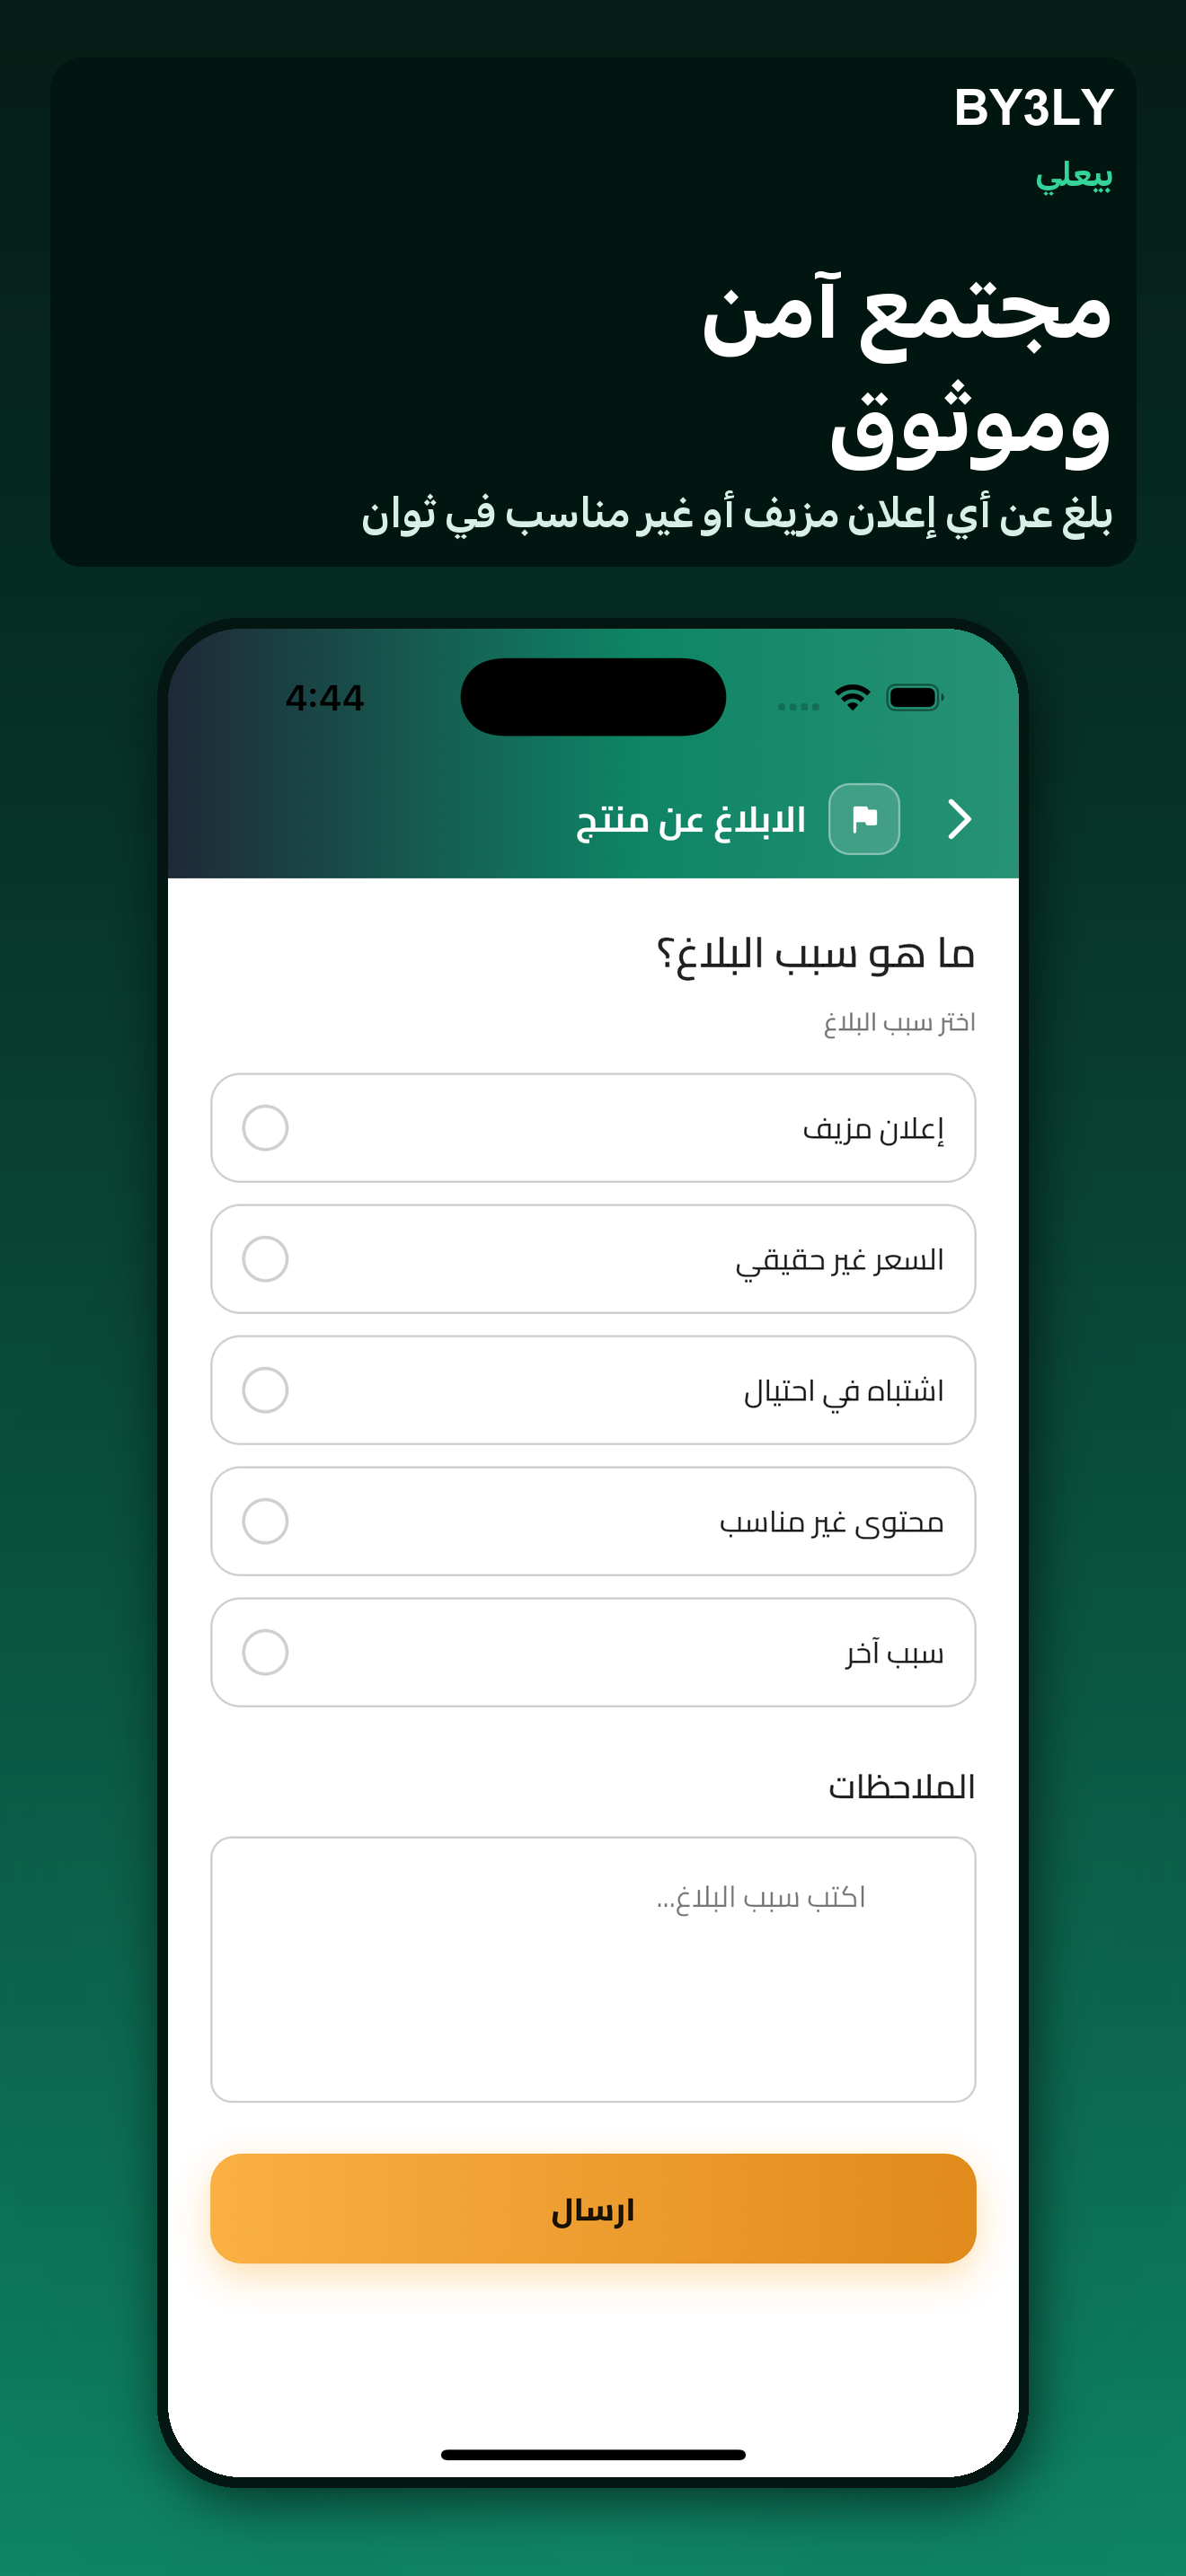 BY3LY
بيعلي
مجتمع آمن
وموثوق
بلغ عن أي إعلان مزيف أو غير مناسب في ثوان
4:44
الابلاغ عن منتج
ما هو سبب البلاغ؟
اختر سبب البلاغ
إعلان مزيف
السعر غير حقيقي
اشتباه في احتيال
محتوى غير مناسب
سبب آخر
الملاحظات
اكتب سبب البلاغ...
ارسال